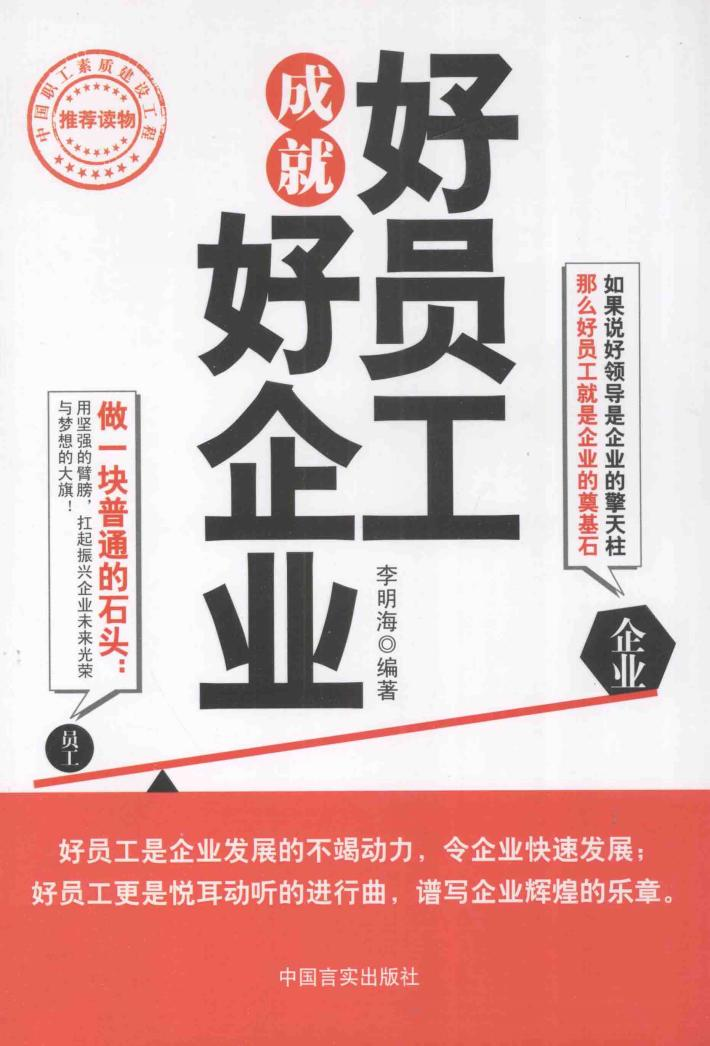 中国职工素质建设工程
推荐读物
好员工
成就
好企业
李明海◎编著
如果说好领导是企业的擎天柱
那么好员工就是企业的奠基石
做一块普通的石头：
用坚强的臂膀，扛起振兴企业未来光荣
与梦想的大旗！
企业
员工
好员工是企业发展的不竭动力，令企业快速发展；
好员工更是悦耳动听的进行曲，谱写企业辉煌的乐章。
中国言实出版社